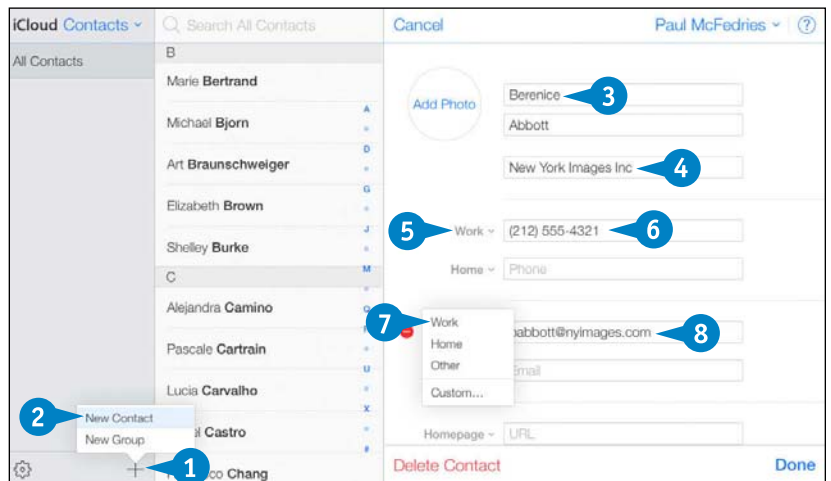 iCloud Contacts
Search All Contacts
Cancel
Paul McFedries
?
All Contacts
B
Marie Bertrand
Michael Bjorn
Art Braunschweiger
Elizabeth Brown
Shelley Burke
C
Alejandra Camino
Pascale Cartrain
Lucia Carvalho
Castro
Chang
A
D
G
J
M
U
X
#
Add Photo
Berenice
3
Abbott
New York Images Inc
4
5
Work
(212) 555-4321
6
Home
Phone
7
Work
Home
Other
Custom...
abbott@nyimages.com
8
Email
Homepage
URL
2
New Contact
New Group
1
Delete Contact
Done